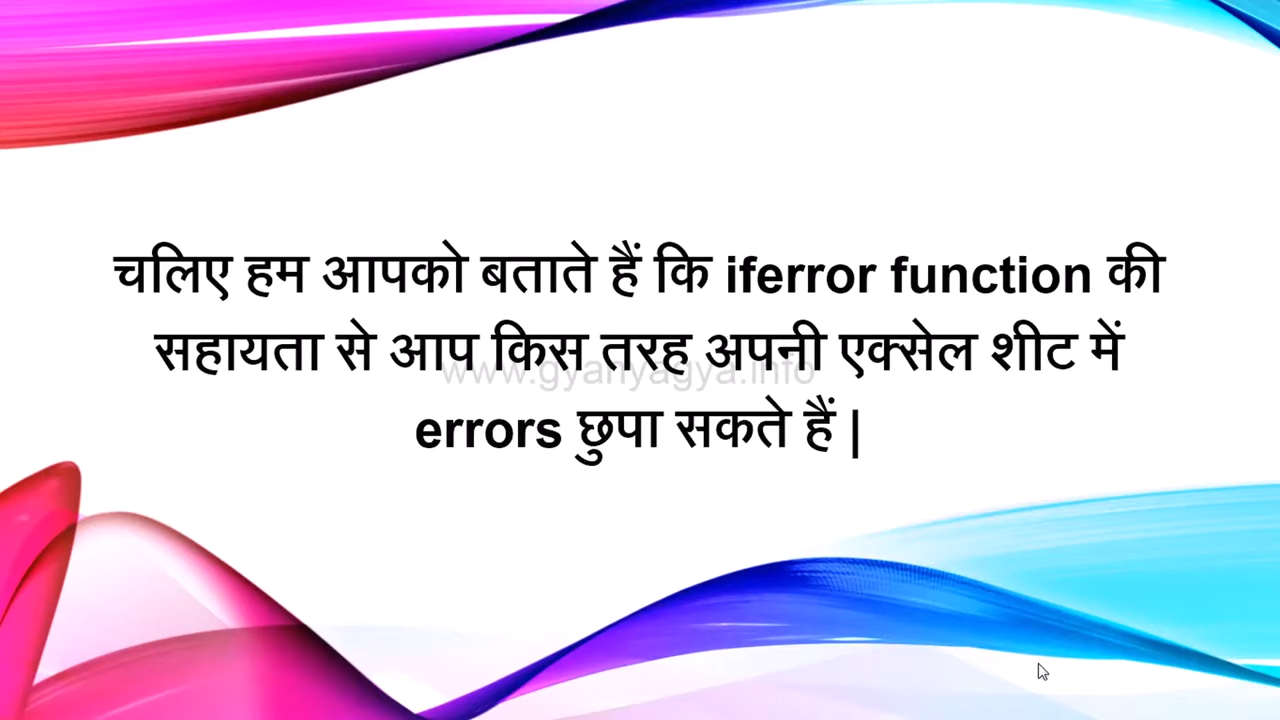 चलिए हम आपको बताते हैं कि iferror function की
सहायता से आप किस तरह अपनी एक्सेल शीट में
www.gyanyagya.info
errors छुपा सकते हैं |